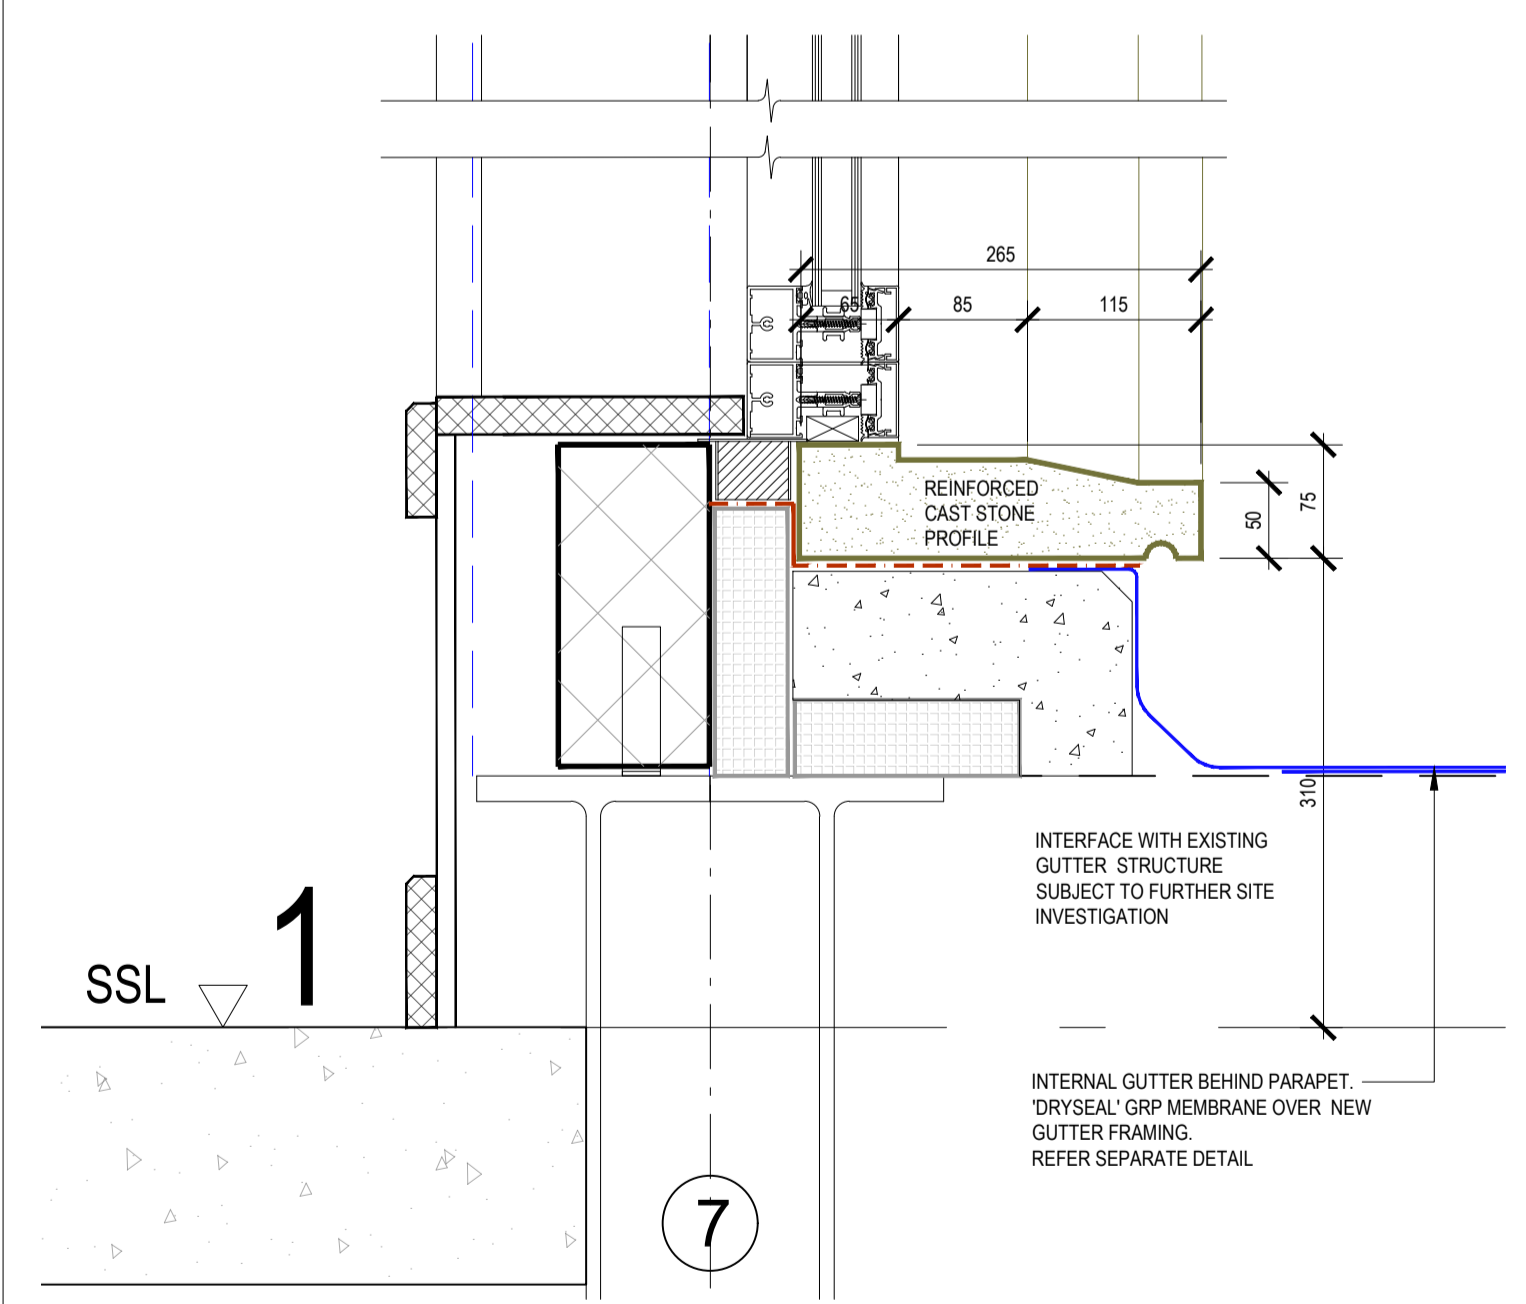 265
65
85
115
REINFORCED
CAST STONE
PROFILE
50
75
310
INTERFACE WITH EXISTING
GUTTER STRUCTURE
SUBJECT TO FURTHER SITE
INVESTIGATION
1
SSL
INTERNAL GUTTER BEHIND PARAPET.
'DRYSEAL' GRP MEMBRANE OVER NEW
GUTTER FRAMING.
REFER SEPARATE DETAIL
7